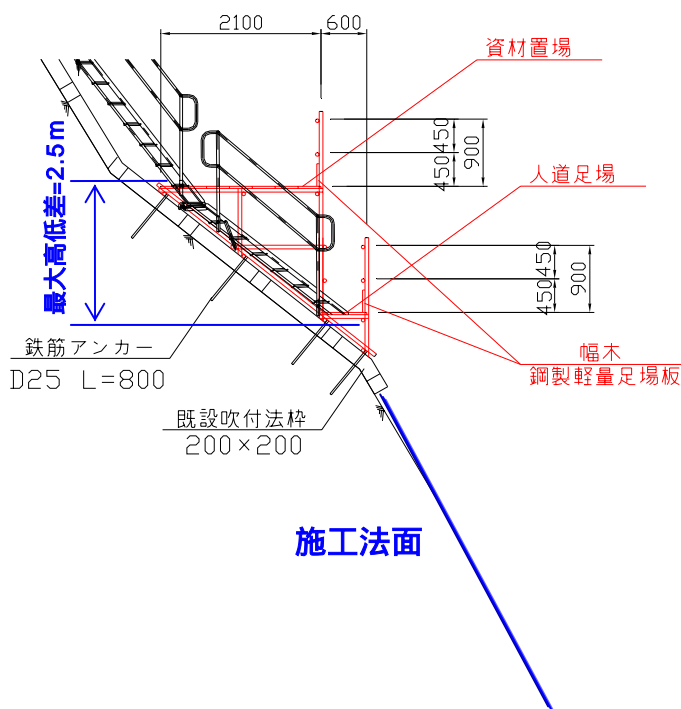 2100
600
資材置場
450
450
900
人道足場
最大高低差=2.5m
450
450
900
鉄筋アンカー
D25 L=800
幅木
鋼製軽量足場板
既設吹付法枠
200×200
施工法面